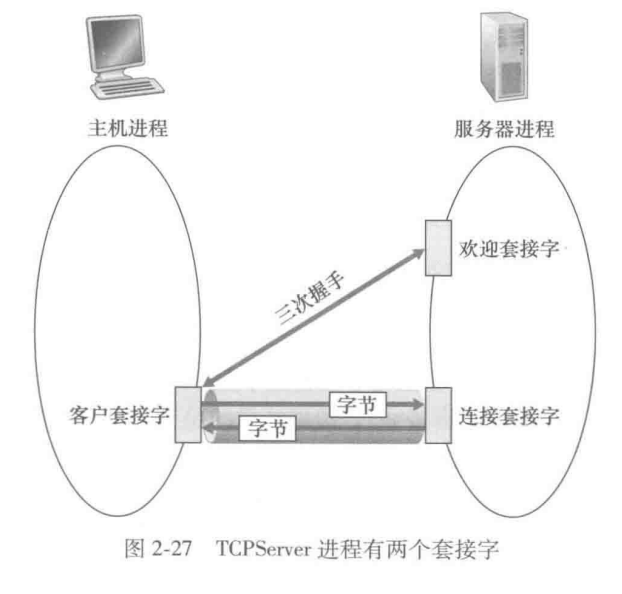 主机进程
服务器进程
欢迎套接字
三次握手
客户套接字
字节
字节
连接套接字
图 2-27 TCPServer 进程有两个套接字